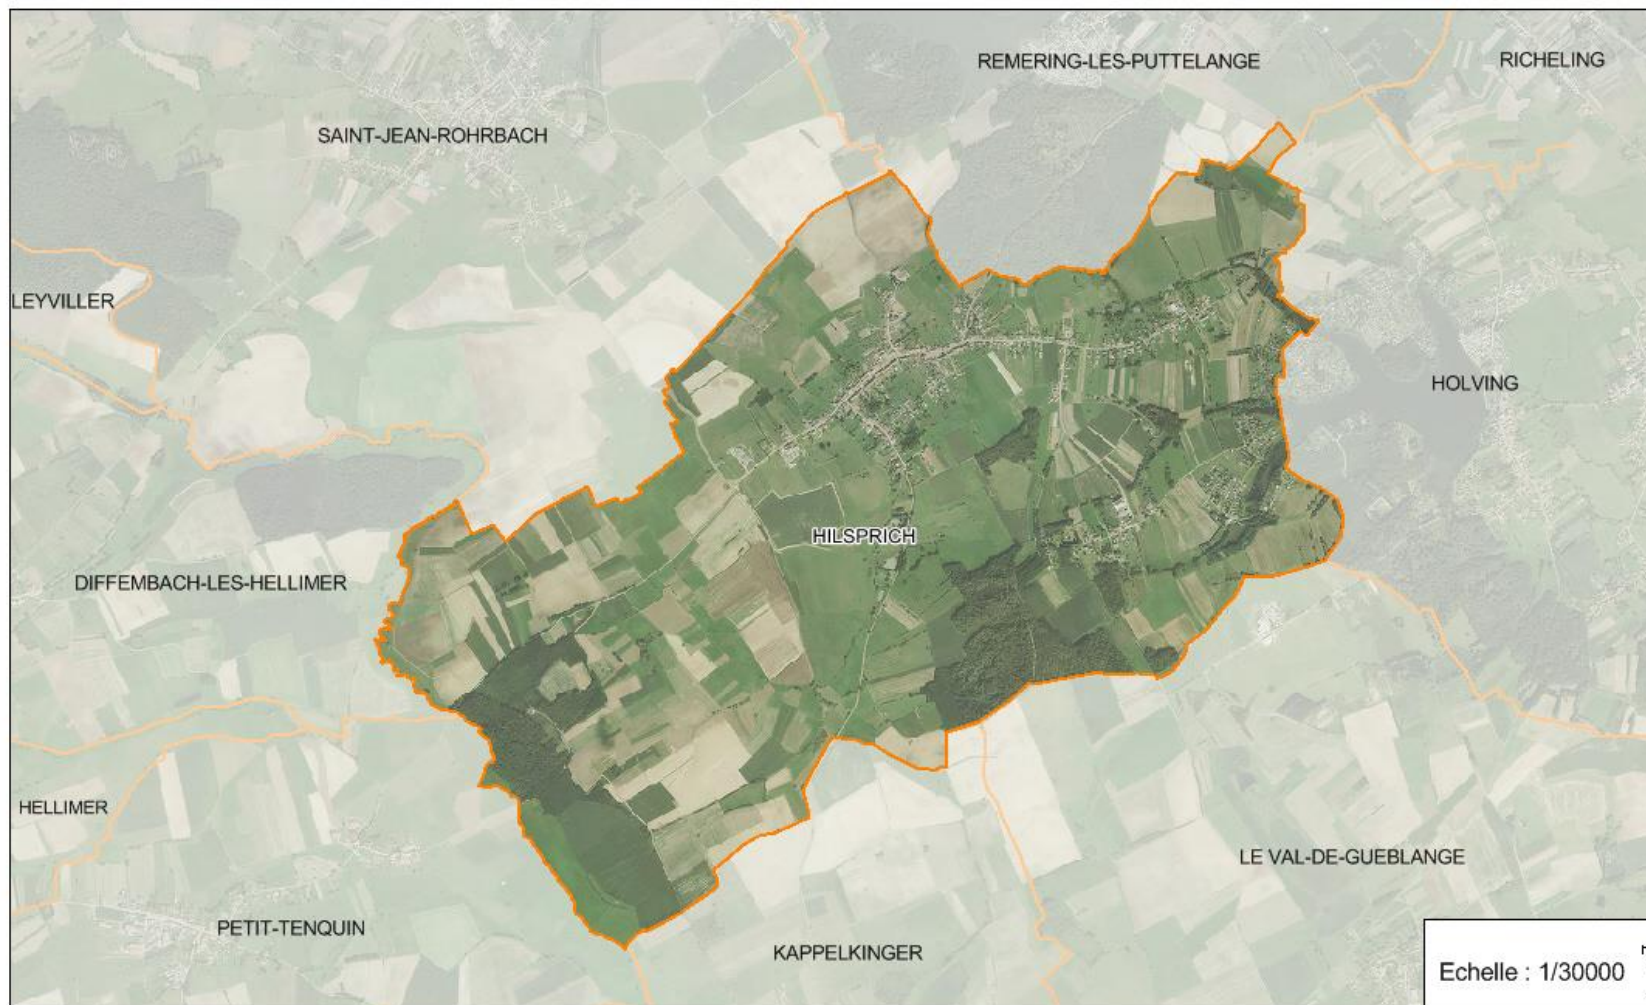 REMERING-LES-PUTTELANGE
RICHELING
SAINT-JEAN-ROHRBACH
LEYVILLER
HOLVING
HILSPRICH
DIFFEMBACH-LES-HELLIMER
HELLIMER
LE VAL-DE-GUEBLANGE
PETIT-TENQUIN
KAPPELKINGER
Echelle : 1/30000